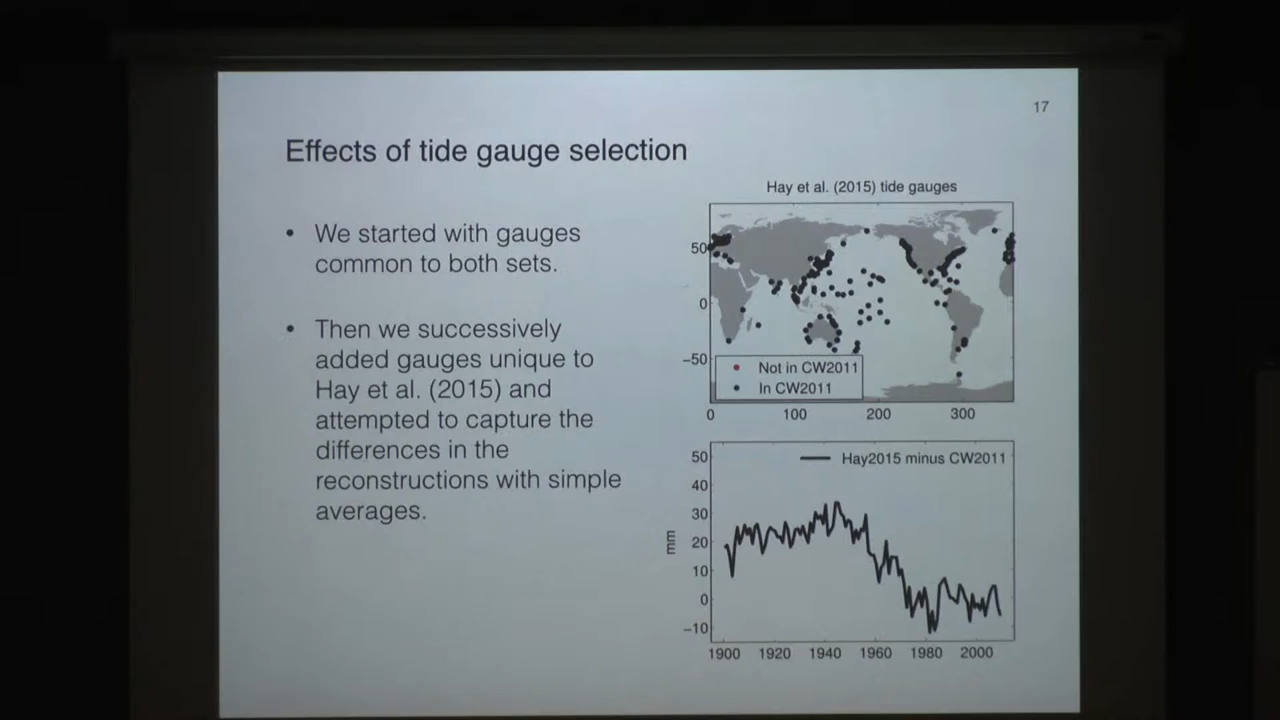 17
Effects of tide gauge selection
• We started with gauges
common to both sets.
• Then we successively
added gauges unique to
Hay et al. (2015) and
attempted to capture the
differences in the
reconstructions with simple
averages.
Hay et al. (2015) tide gauges
50
0
−50
Not in CW2011
In CW2011
0 100 200 300
Hay2015 minus CW2011
50
40
30
20
10
0
−10
mm
1900 1920 1940 1960 1980 2000